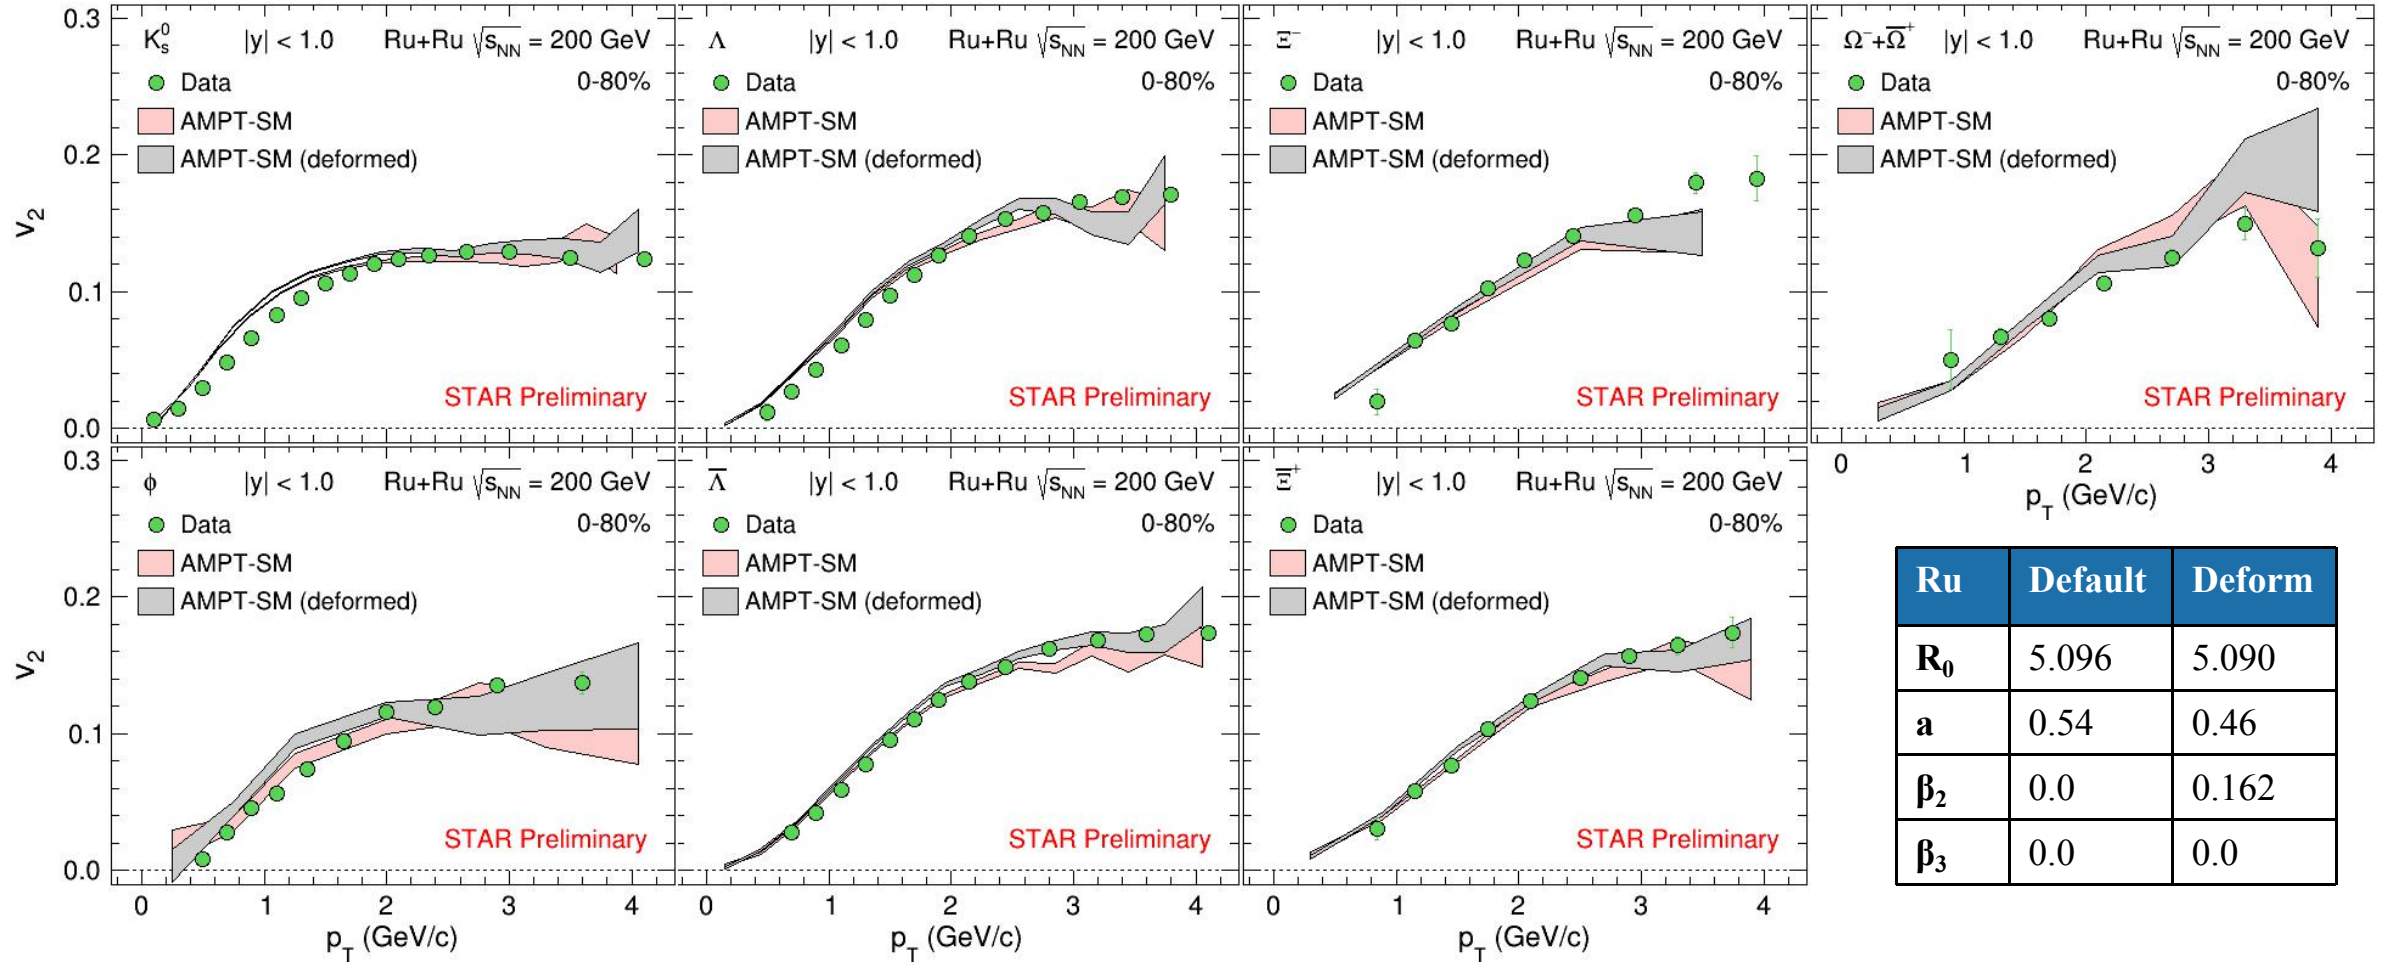 0.3
0.2
0.1
0.0
v₂
K⁰ₛ |y| < 1.0 Ru+Ru √sNN = 200 GeV
Data 0-80%
AMPT-SM
AMPT-SM (deformed)
STAR Preliminary
Λ |y| < 1.0 Ru+Ru √sNN = 200 GeV
Data 0-80%
AMPT-SM
AMPT-SM (deformed)
STAR Preliminary
Ξ⁻ |y| < 1.0 Ru+Ru √sNN = 200 GeV
Data 0-80%
AMPT-SM
AMPT-SM (deformed)
STAR Preliminary
Ω⁻+Ω̅⁺ |y| < 1.0 Ru+Ru √sNN = 200 GeV
Data 0-80%
AMPT-SM
AMPT-SM (deformed)
STAR Preliminary
0 1 2 3 4
p_T (GeV/c)
0.3
0.2
0.1
0.0
v₂
ϕ |y| < 1.0 Ru+Ru √sNN = 200 GeV
Data 0-80%
AMPT-SM
AMPT-SM (deformed)
STAR Preliminary
0 1 2 3 4
p_T (GeV/c)
Λ̅ |y| < 1.0 Ru+Ru √sNN = 200 GeV
Data 0-80%
AMPT-SM
AMPT-SM (deformed)
STAR Preliminary
0 1 2 3 4
p_T (GeV/c)
Ξ̅⁺ |y| < 1.0 Ru+Ru √sNN = 200 GeV
Data 0-80%
AMPT-SM
AMPT-SM (deformed)
STAR Preliminary
0 1 2 3 4
p_T (GeV/c)
Ru Default Deform
R₀ 5.096 5.090
a 0.54 0.46
β₂ 0.0 0.162
β₃ 0.0 0.0